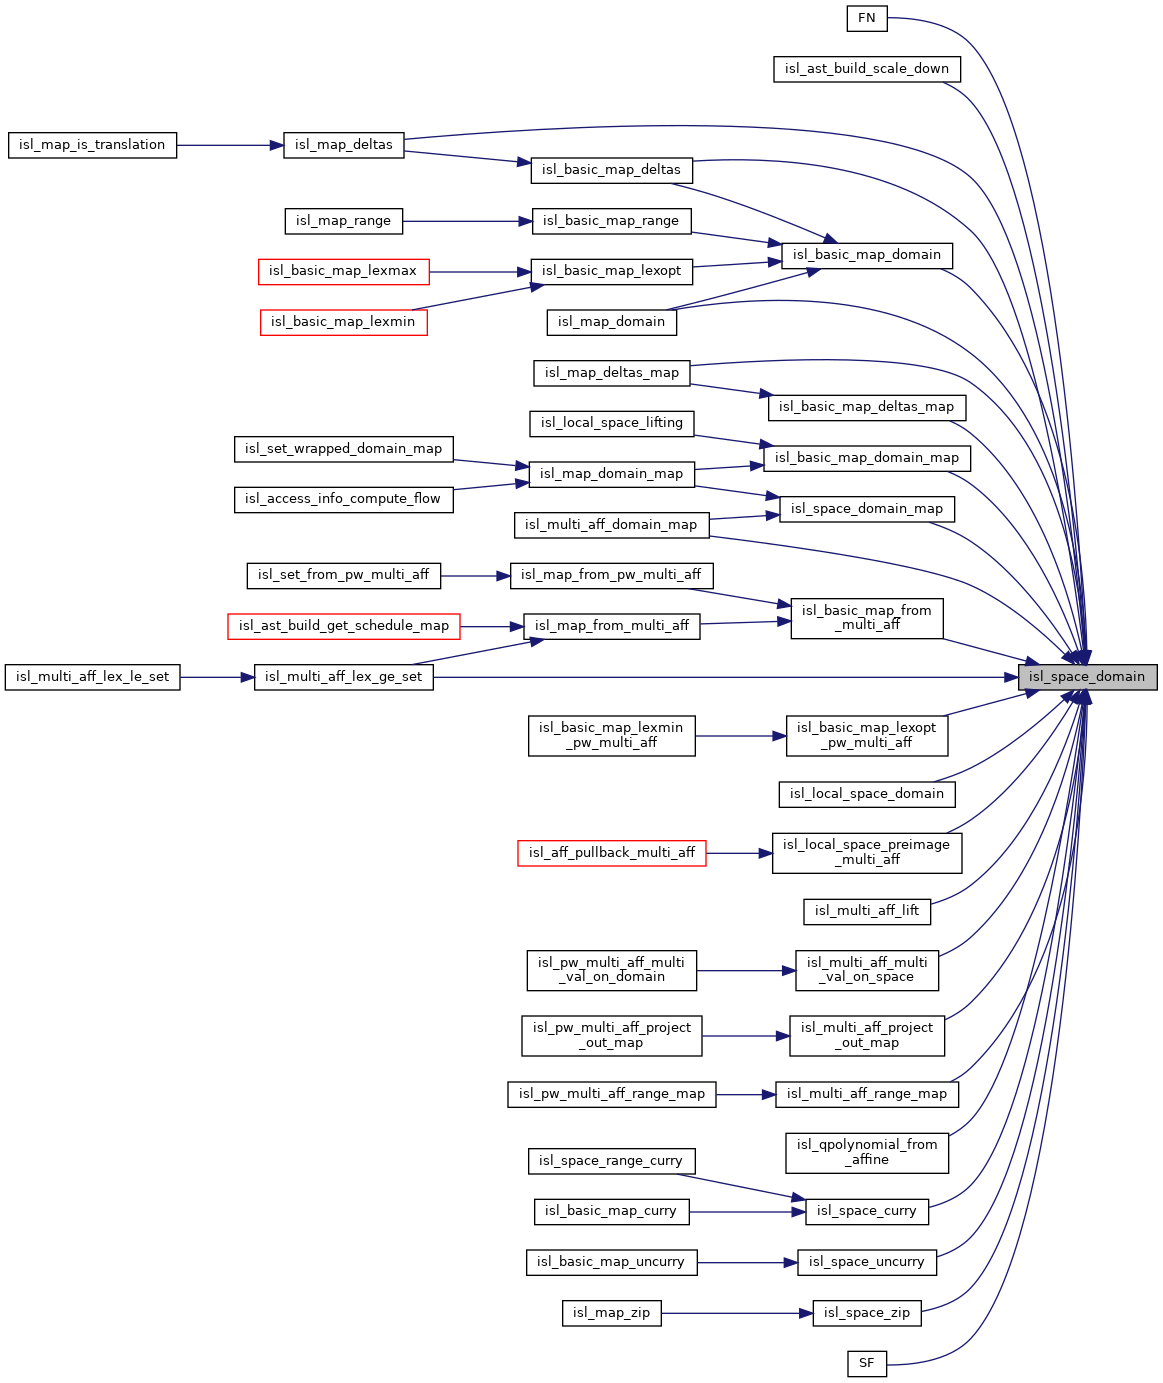 FN
isl_ast_build_scale_down
isl_map_is_translation
isl_map_deltas
isl_basic_map_deltas
isl_map_range
isl_basic_map_range
isl_basic_map_domain
isl_basic_map_lexmax
isl_basic_map_lexopt
isl_basic_map_lexmin
isl_map_domain
isl_map_deltas_map
isl_basic_map_deltas_map
isl_local_space_lifting
isl_set_wrapped_domain_map
isl_basic_map_domain_map
isl_map_domain_map
isl_access_info_compute_flow
isl_space_domain_map
isl_multi_aff_domain_map
isl_set_from_pw_multi_aff
isl_map_from_pw_multi_aff
isl_basic_map_from
_multi_aff
isl_ast_build_get_schedule_map
isl_map_from_multi_aff
isl_multi_aff_lex_le_set
isl_multi_aff_lex_ge_set
isl_space_domain
isl_basic_map_lexmin
_pw_multi_aff
isl_basic_map_lexopt
_pw_multi_aff
isl_local_space_domain
isl_aff_pullback_multi_aff
isl_local_space_preimage
_multi_aff
isl_multi_aff_lift
isl_pw_multi_aff_multi
_val_on_domain
isl_multi_aff_multi
_val_on_space
isl_pw_multi_aff_project
_out_map
isl_multi_aff_project
_out_map
isl_pw_multi_aff_range_map
isl_multi_aff_range_map
isl_qpolynomial_from
_affine
isl_space_range_curry
isl_basic_map_curry
isl_space_curry
isl_basic_map_uncurry
isl_space_uncurry
isl_map_zip
isl_space_zip
SF